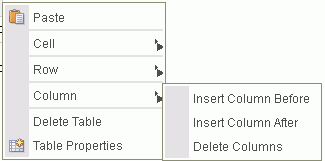 Paste
Cell
Row
Column
Insert Column Before
Insert Column After
Delete Table
Delete Columns
Table Properties